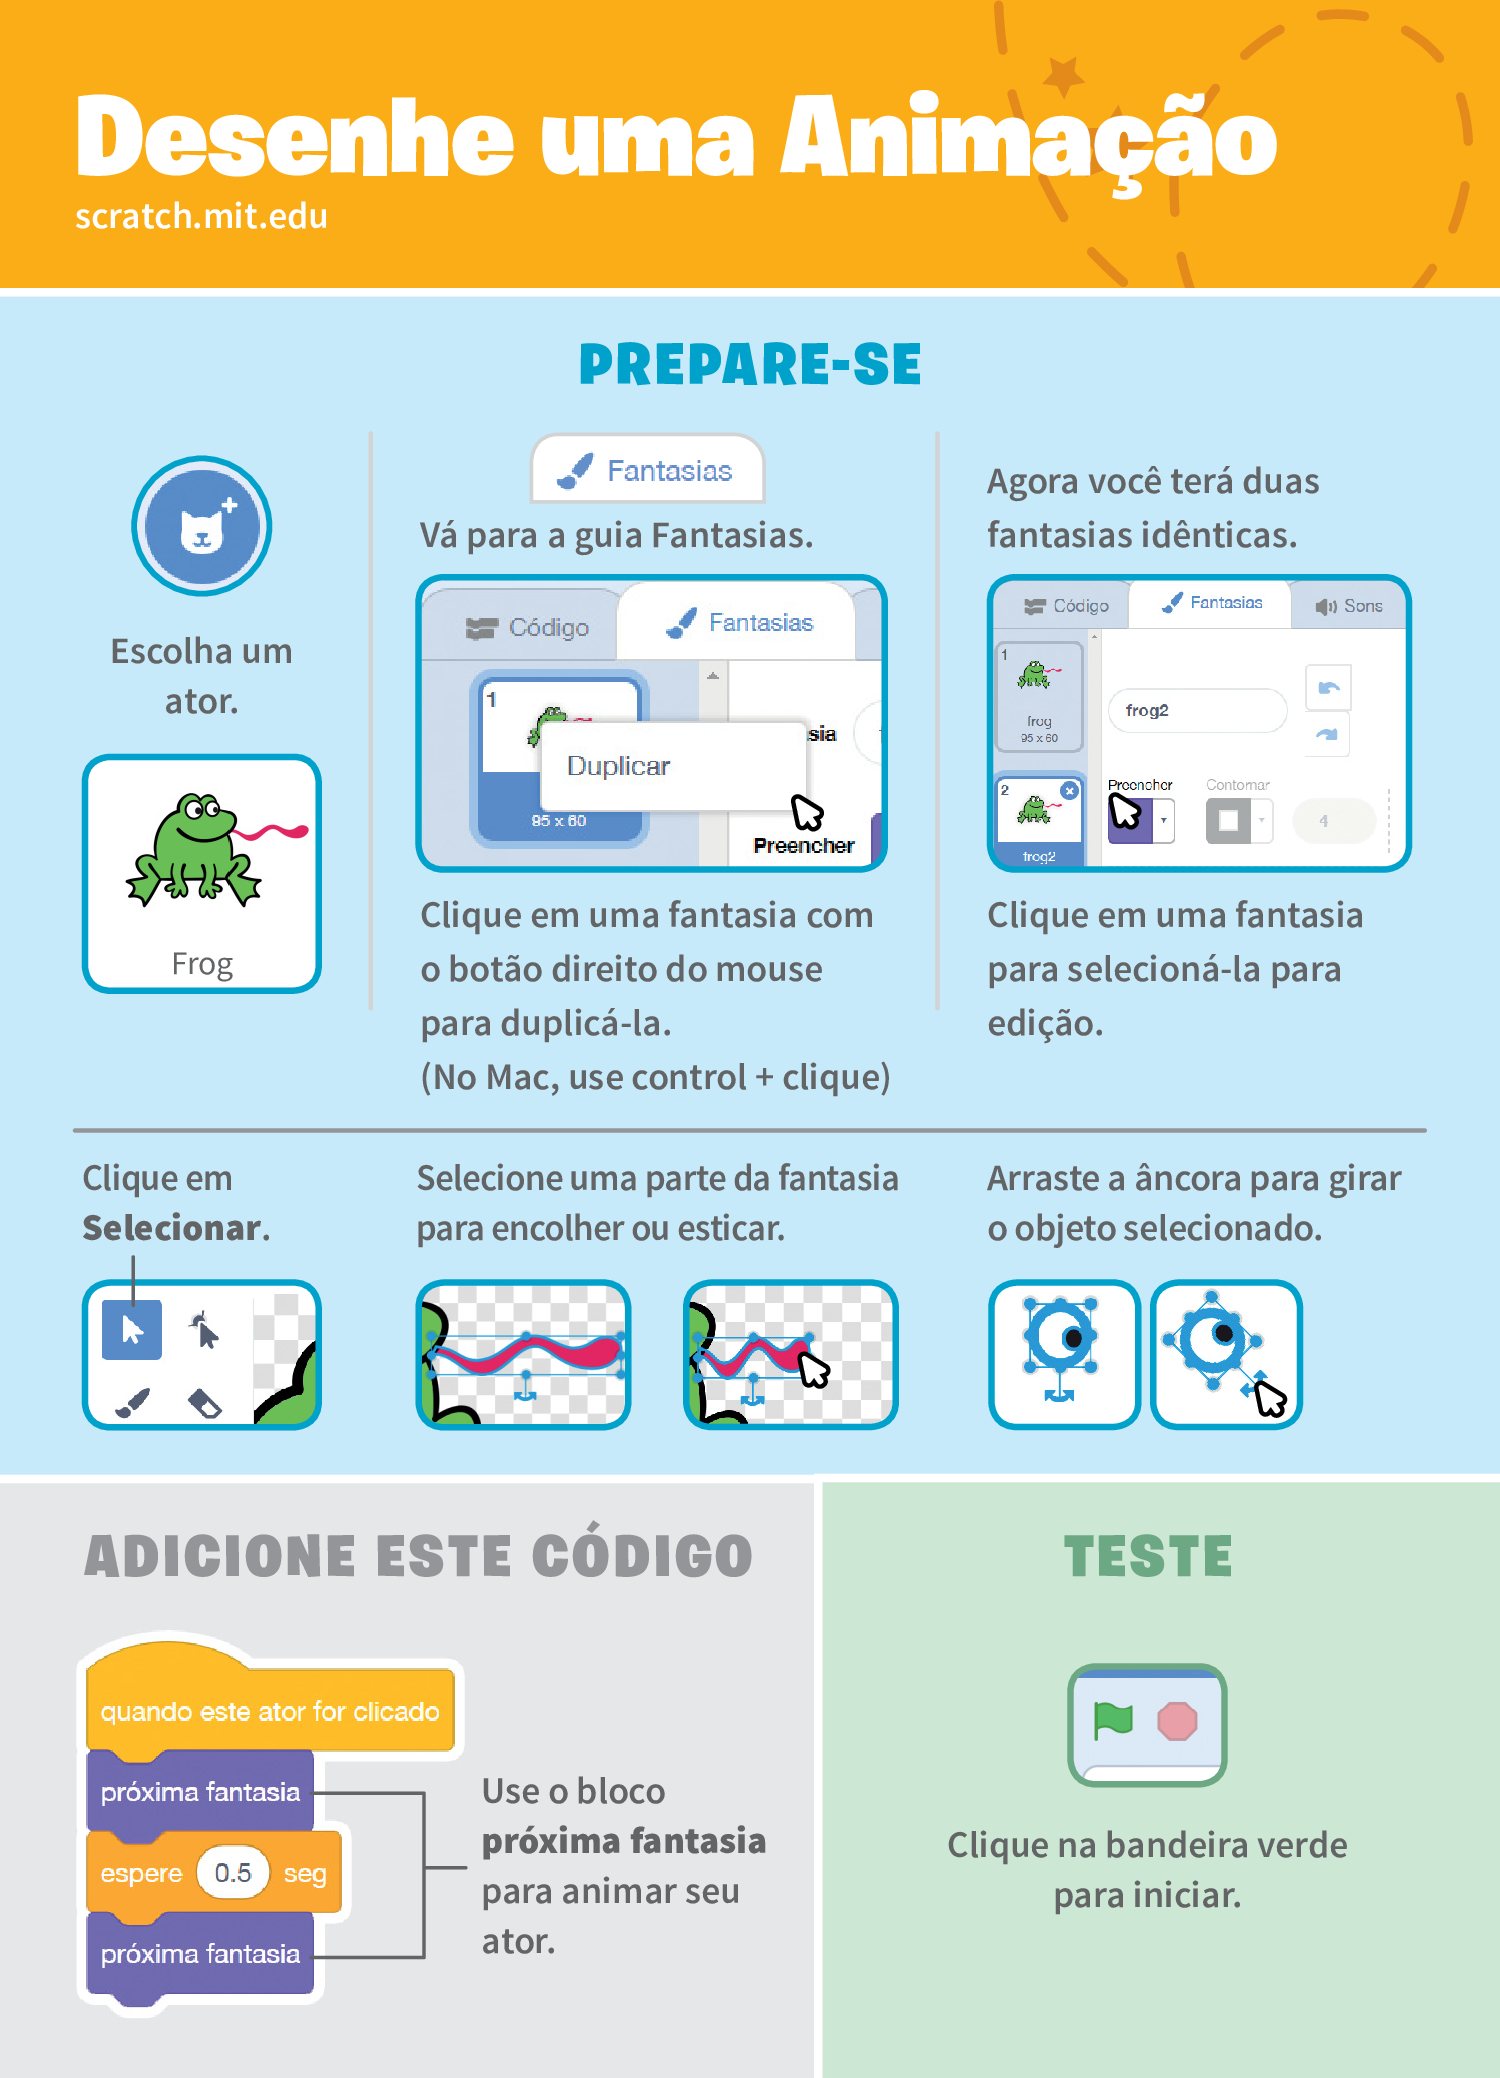 Desenhe uma Animação
scratch.mit.edu
PREPARE-SE
Escolha um
ator.
Frog
Fantasias
Vá para a guia Fantasias.
Código
Fantasias
1
Duplicar
sia
95 x 60
Preencher
Clique em uma fantasia com
o botão direito do mouse
para duplicá-la.
(No Mac, use control + clique)
Agora você terá duas
fantasias idênticas.
Código
Fantasias
Sons
1
frog
95 x 60
frog2
2
Preencher
Contornar
4
frog2
Clique em uma fantasia
para selecioná-la para
edição.
Clique em
Selecionar.
Selecione uma parte da fantasia
para encolher ou esticar.
Arraste a âncora para girar
o objeto selecionado.
ADICIONE ESTE CÓDIGO
quando este ator for clicado
próxima fantasia
espere 0.5 seg
próxima fantasia
Use o bloco
próxima fantasia
para animar seu
ator.
TESTE
Clique na bandeira verde
para iniciar.